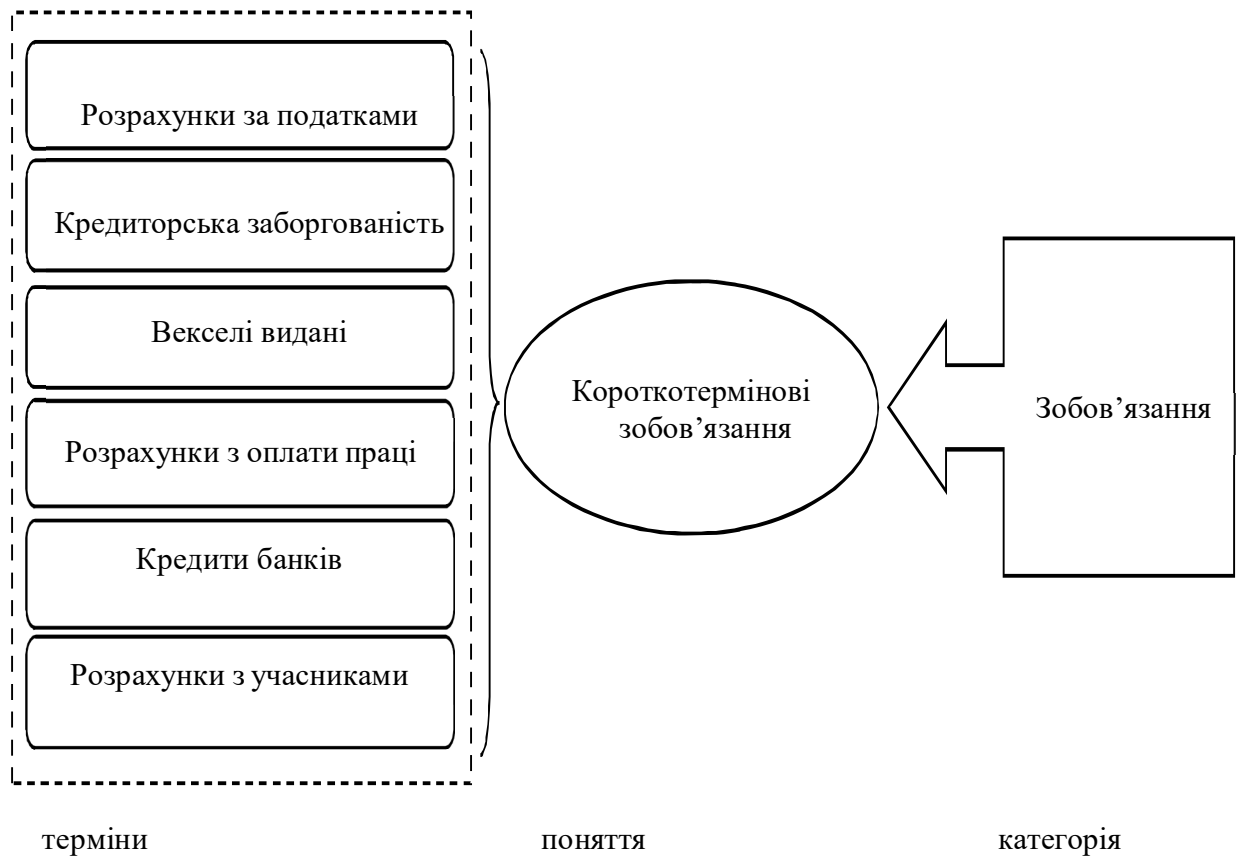 Розрахунки за податками
Кредиторська заборгованість
Векселі видані
Розрахунки з оплати праці
Кредити банків
Розрахунки з учасниками
Короткотермінові
зобов’язання
Зобов’язання
терміни
поняття
категорія